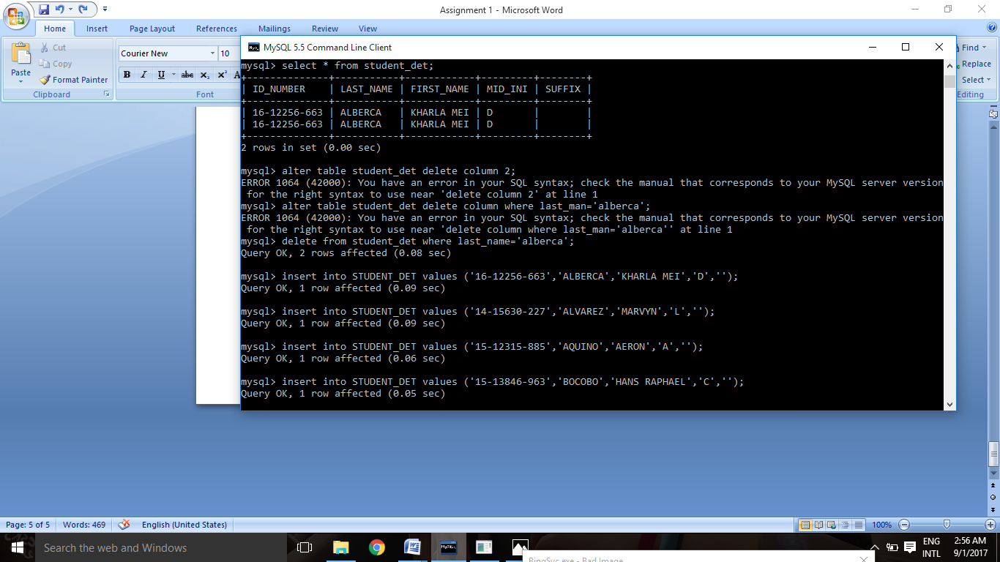 Assignment 1 - Microsoft Word
Home Insert Page Layout References Mailings Review View
Paste
Cut
Copy
Format Painter
Clipboard
Courier New 10
B I U abc x₂ x² A
Font
Find
Replace
Select
Editing
MySQL 5.5 Command Line Client
mysql> select * from student_det;
+--------------+-----------+------------+---------+--------+
| ID_NUMBER | LAST_NAME | FIRST_NAME | MID_INI | SUFFIX |
+--------------+-----------+------------+---------+--------+
| 16-12256-663 | ALBERCA | KHARLA MEI | D | |
| 16-12256-663 | ALBERCA | KHARLA MEI | D | |
+--------------+-----------+------------+---------+--------+
2 rows in set (0.00 sec)
mysql> alter table student_det delete column 2;
ERROR 1064 (42000): You have an error in your SQL syntax; check the manual that corresponds to your MySQL server version
for the right syntax to use near 'delete column 2' at line 1
mysql> alter table student_det delete column where last_man='alberca';
ERROR 1064 (42000): You have an error in your SQL syntax; check the manual that corresponds to your MySQL server version
for the right syntax to use near 'delete column where last_man='alberca'' at line 1
mysql> delete from student_det where last_name='alberca';
Query OK, 2 rows affected (0.08 sec)
mysql> insert into STUDENT_DET values ('16-12256-663','ALBERCA','KHARLA MEI','D','');
Query OK, 1 row affected (0.09 sec)
mysql> insert into STUDENT_DET values ('14-15630-227','ALVAREZ','MARVYN','L','');
Query OK, 1 row affected (0.09 sec)
mysql> insert into STUDENT_DET values ('15-12315-885','AQUINO','AERON','A','');
Query OK, 1 row affected (0.06 sec)
mysql> insert into STUDENT_DET values ('15-13846-963','BOCOBO','HANS RAPHAEL','C','');
Query OK, 1 row affected (0.05 sec)
Page: 5 of 5 Words: 469 English (United States) 100%
Search the web and Windows
ENG
INTL
2:56 AM
9/1/2017
BingSvc.exe - Bad Image